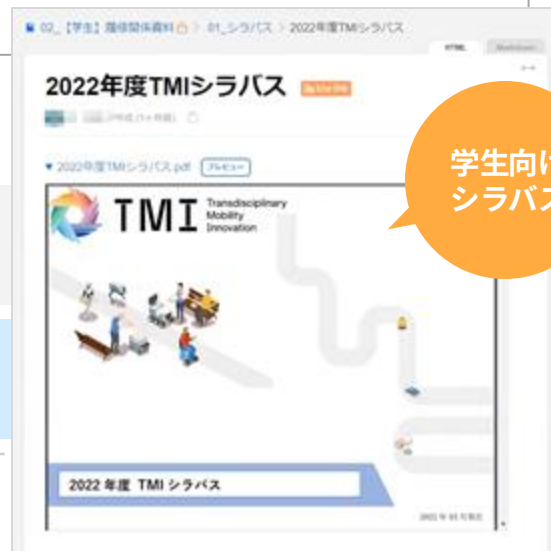 02_【学生】履修関係資料 > 01_シラバス > 2022年度TMIシラバス
HTML Markdown
2022年度TMIシラバス
2022年度TMIシラバス.pdf プレビュー
学生向け
シラバス
TMI
Transdisciplinary
Mobility
Innovation
2022 年度 TMI シラバス